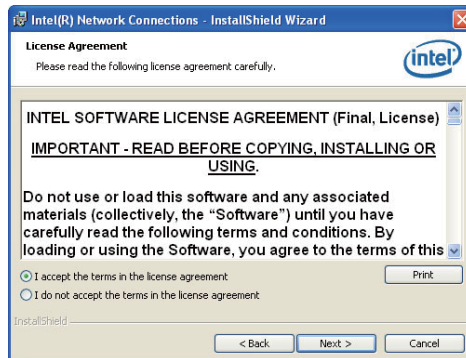 Intel(R) Network Connections - InstallShield Wizard
License Agreement
Please read the following license agreement carefully.
intel
INTEL SOFTWARE LICENSE AGREEMENT (Final, License)
IMPORTANT - READ BEFORE COPYING, INSTALLING OR
USING.
Do not use or load this software and any associated
materials (collectively, the “Software”) until you have
carefully read the following terms and conditions. By
loading or using the Software, you agree to the terms of this
I accept the terms in the license agreement
Print
I do not accept the terms in the license agreement
InstallShield
< Back Next > Cancel